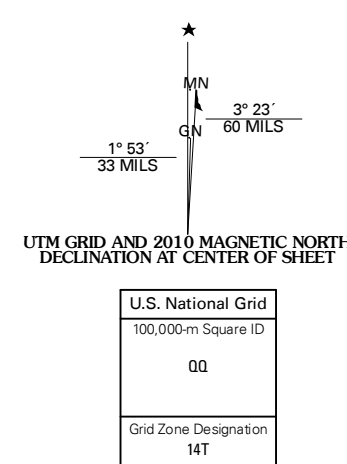 MN
3° 23´
60 MILS
GN
1° 53´
33 MILS
UTM GRID AND 2010 MAGNETIC NORTH
DECLINATION AT CENTER OF SHEET
U.S. National Grid
100,000-m Square ID
QQ
Grid Zone Designation
14T